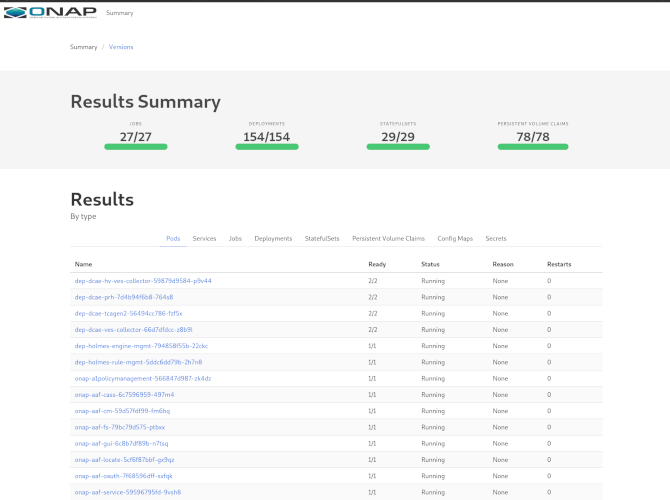 ONAP Summary
Summary / Versions
Results Summary
JOBS DEPLOYMENTS STATEFULSETS PERSISTENT VOLUME CLAIMS
27/27 154/154 29/29 78/78
Results
By type
Pods Services Jobs Deployments StatefulSets Persistent Volume Claims Config Maps Secrets
Name Ready Status Reason Restarts
dep-dcae-hv-ves-collector-59879d9584-p9v44 2/2 Running None 0
dep-dcae-prh-7d4b94f6b8-764s8 2/2 Running None 0
dep-dcae-tcagen2-56494cc786-fzf5x 2/2 Running None 0
dep-dcae-ves-collector-66d7dfdcc-z8b9l 2/2 Running None 0
dep-holmes-engine-mgmt-794858f55b-22ckc 1/1 Running None 0
dep-holmes-rule-mgmt-5ddc6dd79b-2h7n8 1/1 Running None 0
onap-a1policymanagement-566847d987-zk4dz 1/1 Running None 0
onap-aaf-cass-6c7596959-497m4 1/1 Running None 0
onap-aaf-cm-59d57fdf99-fm6hq 1/1 Running None 0
onap-aaf-fs-79bc79d575-ptbxx 1/1 Running None 0
onap-aaf-gui-6c8b7df89b-n7tsq 1/1 Running None 0
onap-aaf-locate-5cf6f87bbf-gx9qz 1/1 Running None 0
onap-aaf-oauth-7f68596dff-xxfqk 1/1 Running None 0
onap-aaf-service-59596795fd-9vsh8 1/1 Running None 0